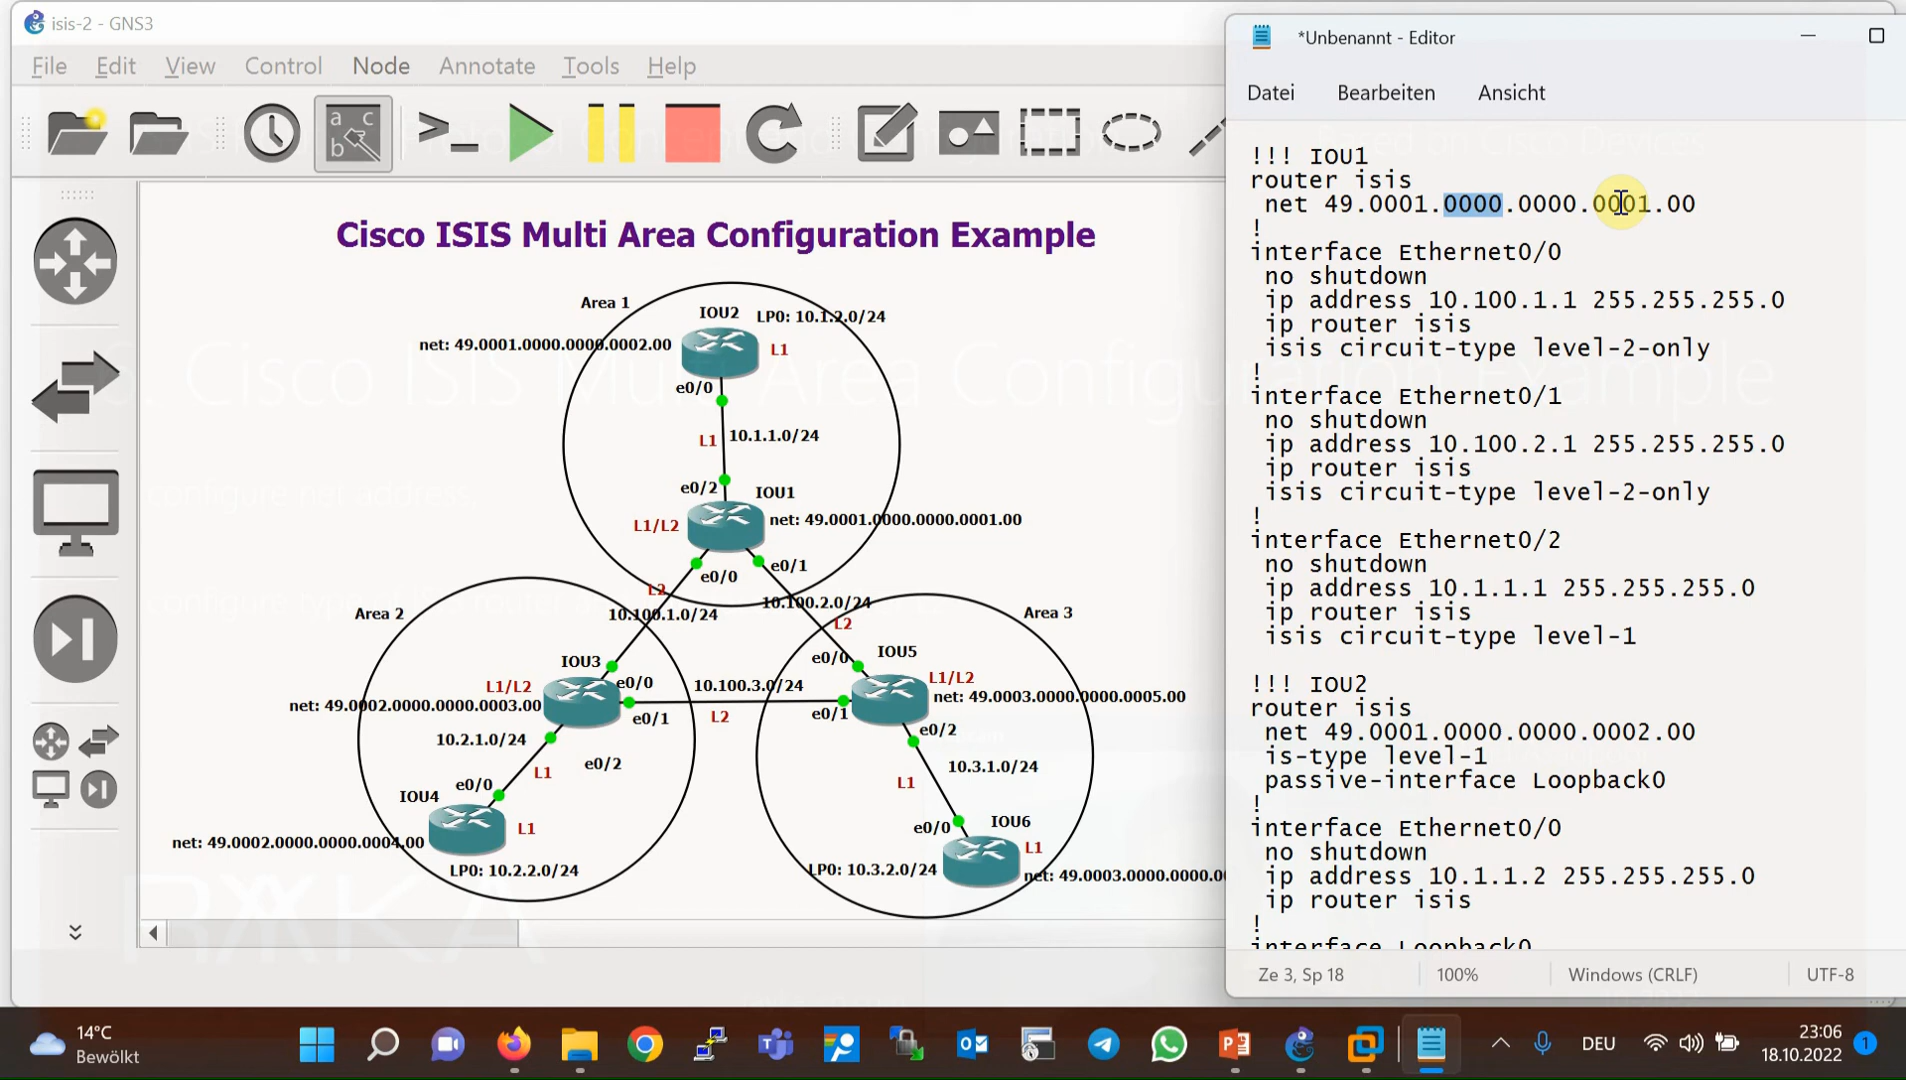 isis-2 - GNS3
File Edit View Control Node Annotate Tools Help
Cisco ISIS Multi Area Configuration Example
Area 1
IOU2
LP0: 10.1.2.0/24
net: 49.0001.0000.0000.0002.00
L1
e0/0
L1
10.1.1.0/24
e0/2
IOU1
L1/L2
net: 49.0001.0000.0000.0001.00
e0/0
e0/1
L2
10.100.1.0/24
10.100.2.0/24
L2
Area 2
Area 3
IOU3
L1/L2
e0/0
net: 49.0002.0000.0000.0003.00
e0/1
10.100.3.0/24
L2
e0/0
IOU5
L1/L2
net: 49.0003.0000.0000.0005.00
e0/1
e0/2
10.2.1.0/24
e0/2
L1
e0/0
IOU4
L1
net: 49.0002.0000.0000.0004.00
LP0: 10.2.2.0/24
10.3.1.0/24
L1
e0/0
IOU6
L1
LP0: 10.3.2.0/24
net: 49.0003.0000.0000.00
*Unbenannt - Editor
Datei Bearbeiten Ansicht
!!! IOU1
router isis
net 49.0001.0000.0000.0001.00
!
interface Ethernet0/0
no shutdown
ip address 10.100.1.1 255.255.255.0
ip router isis
isis circuit-type level-2-only
!
interface Ethernet0/1
no shutdown
ip address 10.100.2.1 255.255.255.0
ip router isis
isis circuit-type level-2-only
!
interface Ethernet0/2
no shutdown
ip address 10.1.1.1 255.255.255.0
ip router isis
isis circuit-type level-1
!!! IOU2
router isis
net 49.0001.0000.0000.0002.00
is-type level-1
passive-interface Loopback0
!
interface Ethernet0/0
no shutdown
ip address 10.1.1.2 255.255.255.0
ip router isis
!
interface Loopback0
Ze 3, Sp 18 100% Windows (CRLF) UTF-8
14°C
Bewölkt
DEU
23:06
18.10.2022
1